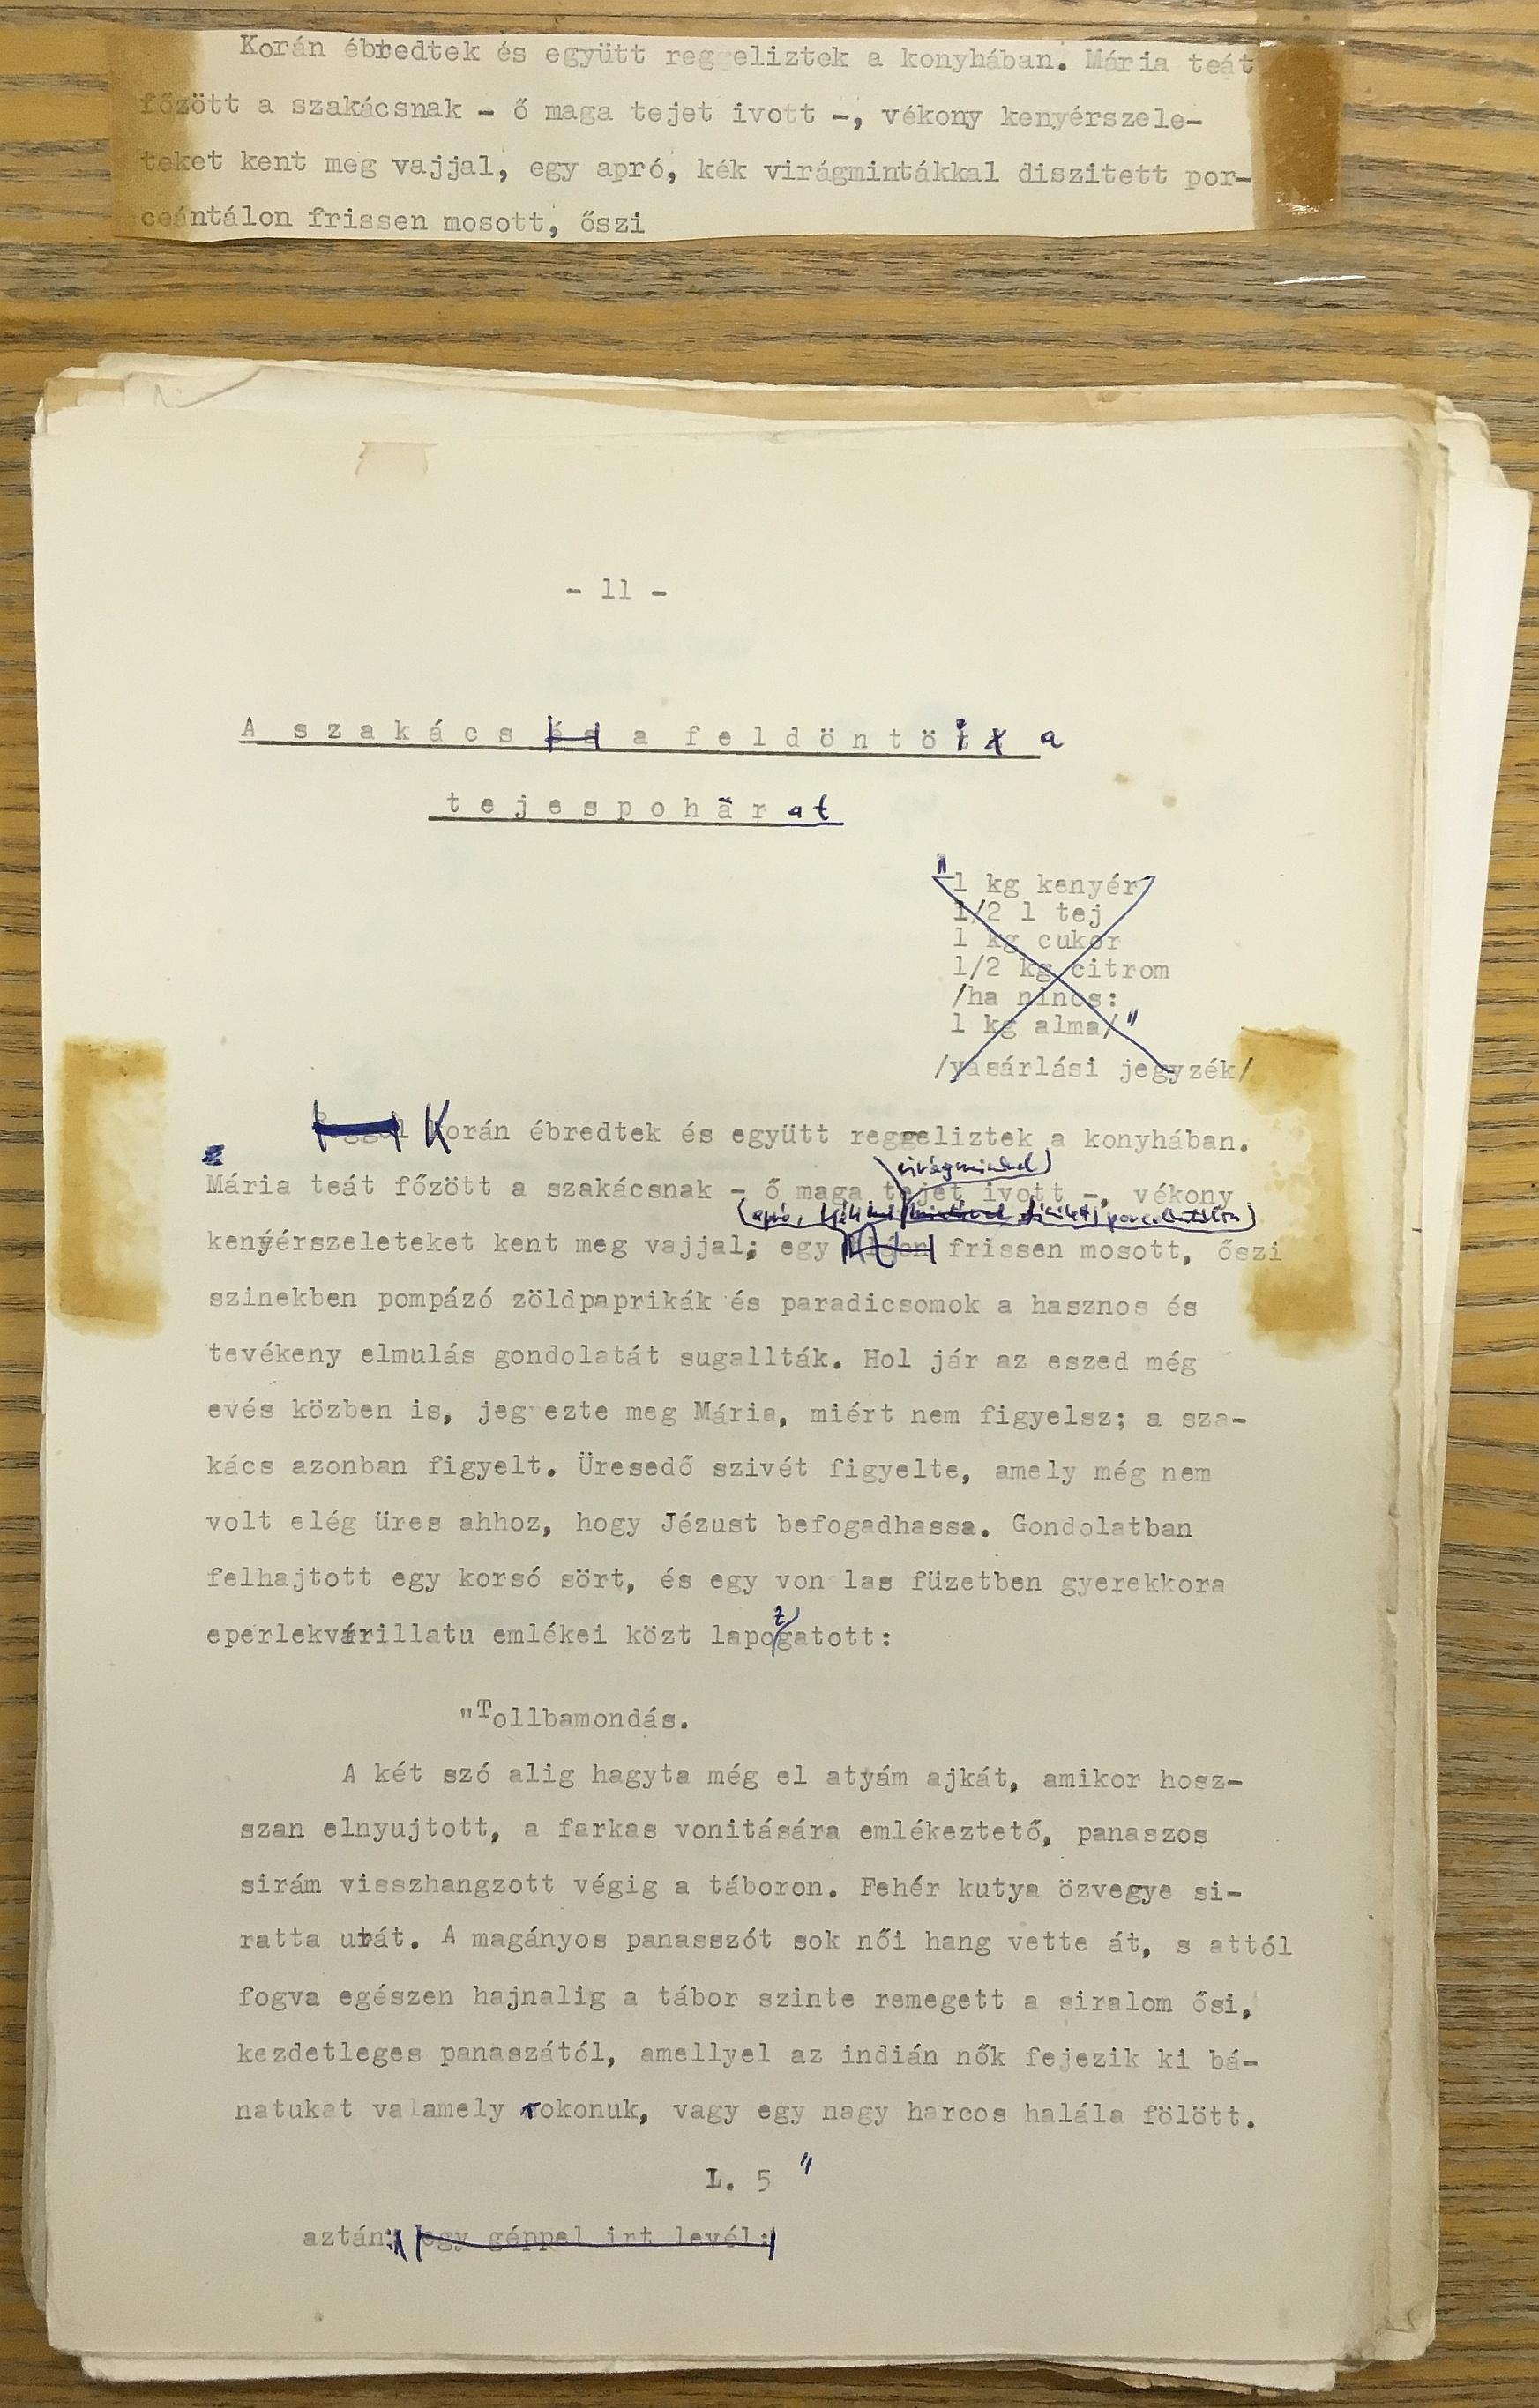 Korán ébredtek és együtt reggeliztek a konyhában. Mária teát
főzött a szakácsnak - ő maga tejet ivott -, vékony kenyérszele-
teket kent meg vajjal, egy apró, kék virágmintákkal diszitett por-
ceántálon frissen mosott, őszi
- 11 -
A szakács és a feldönti a
tejespohárat
"1 kg kenyér
1/2 l tej
1 kg cukor
1/2 kg citrom
/ha nincs:
1 kg alma/"
/vásárlási jegyzék/
Reggel Korán ébredtek és együtt reggeliztek a konyhában.
Mária teát főzött a szakácsnak - ő maga tejet ivott -, vékony
apró, kék porcelántálon
kenyérszeleteket kent meg vajjal; egy frissen mosott, őszi
szinekben pompázó zöldpaprikák és paradicsomok a hasznos és
tevékeny elmulás gondolatát sugallták. Hol jár az eszed még
evés közben is, jegyezte meg Mária, miért nem figyelsz; a sza-
kács azonban figyelt. Üresedő szivét figyelte, amely még nem
volt elég üres ahhoz, hogy Jézust befogadhassa. Gondolatban
felhajtott egy korsó sört, és egy vonalas füzetben gyerekkora
z
eperlekvárillatu emlékei közt lapogatott:
"Tollbamondás.
A két szó alig hagyta még el atyám ajkát, amikor hosz-
szan elnyujtott, a farkas vonitására emlékeztető, panaszos
sirám visszhangzott végig a táboron. Fehér kutya özvegye si-
ratta urát. A magányos panasszót sok női hang vette át, s attól
fogva egészen hajnalig a tábor szinte remegett a siralom ősi,
kezdetleges panaszától, amellyel az indián nők fejezik ki bá-
natukat valamely rokonuk, vagy egy nagy harcos halála fölött.
L. 5 "
aztán: egy géppel irt levél: